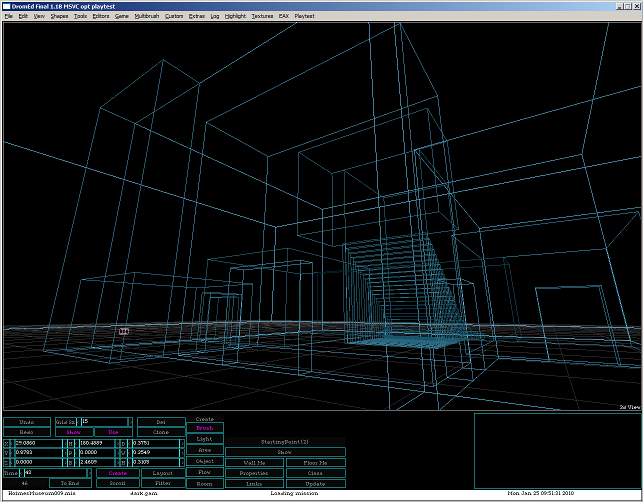 DromEd Final 1.18 MSVC opt playtest
File Edit View Shapes Tools Editors Game Multibrush Custom Extras Log Highlight Textures EAX Playtest
3d View
Undo Grid Sz 15 Del Create
Redo Show Use Clone Brush
X 29.0860 H 180.4889 D 0.3751 Light
Y 0.8783 P 0.0000 W 0.2549 Area
Z 0.0000 B 2.4609 H 0.3105 Object
Time 43 Create Layout Flow
46 To End Scroll Filter Room
StartingPoint(2)
Show
Wall Me Floor Me
Properties Class
Links Update
HolmesMuseum009.mis dark.gam Loading mission Mon Jan 25 09:51:31 2010